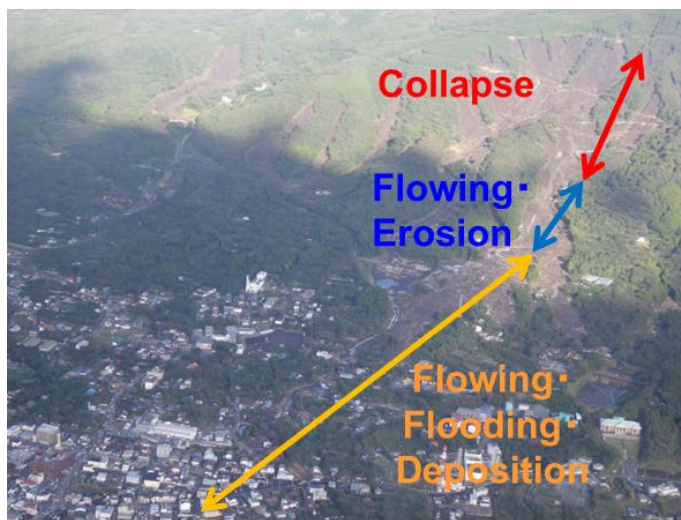 Collapse
Flowing･
Erosion
Flowing･
Flooding･
Deposition